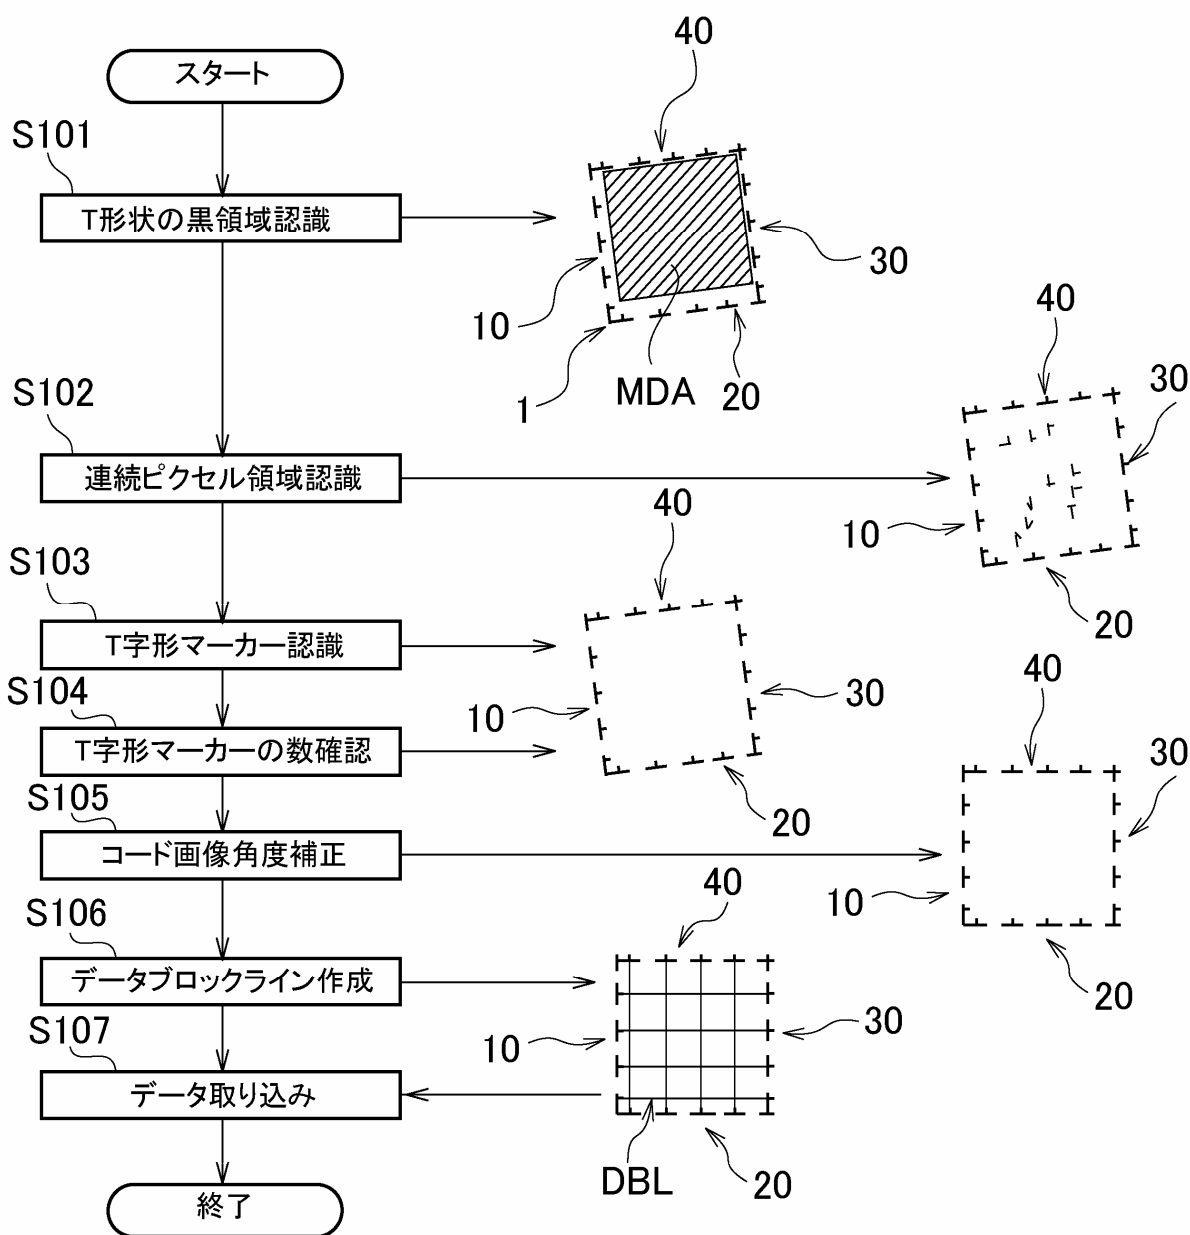 スタート
S101
T形状の黒領域認識
40
30
10
1
MDA
20
S102
連続ピクセル領域認識
40
30
10
20
S103
T字形マーカー認識
40
30
10
20
S104
T字形マーカーの数確認
S105
コード画像角度補正
40
30
10
20
S106
データブロックライン作成
40
30
10
20
DBL
S107
データ取り込み
終了